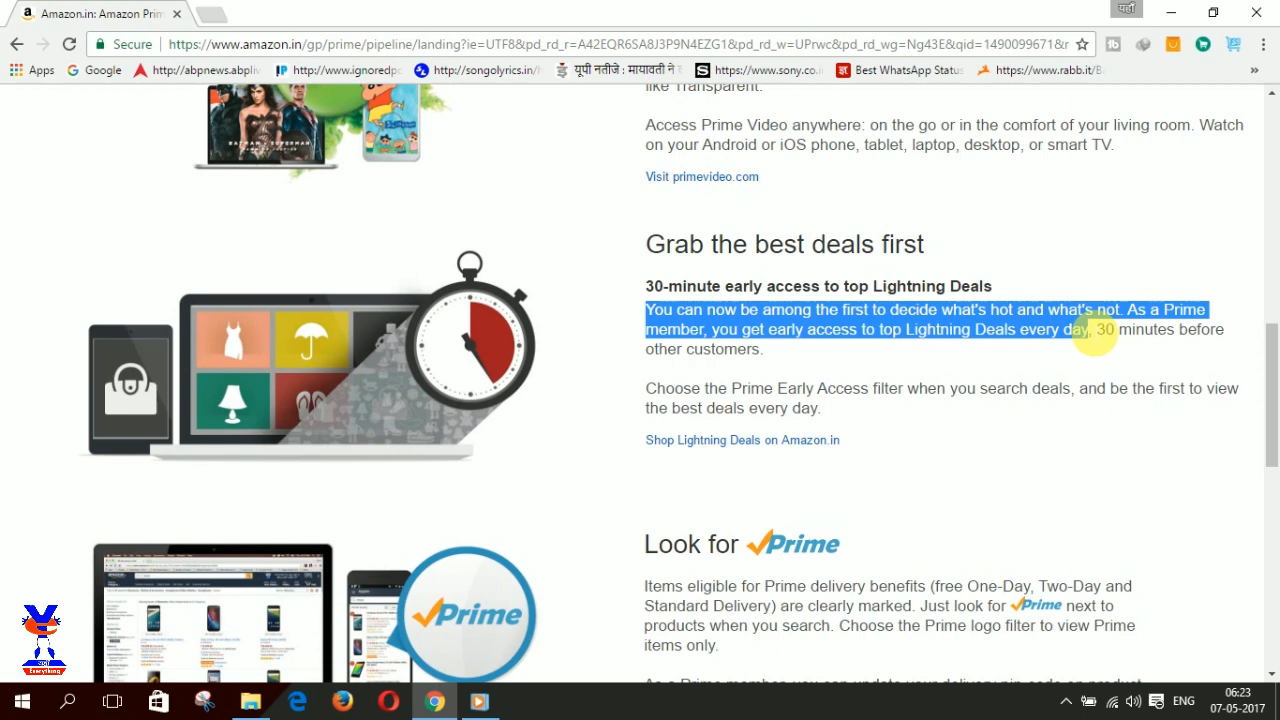 Amazon.in: Amazon Prim
यहाँ
Secure
https://www.amazon.in/gp/prime/pipeline/landing?ie=UTF8&pd_rd_r=A42EQR6SA8J3P9N4EZG1&pd_rd_w=UPrwc&pd_rd_wg=Ng43E&qid=1490099671&r
Apps
Google
http://abpnews.abpliv
http://www.ignoredpc
http://songlyrics.in/h
यूपी नतीजे : मायावती ने
https://www.sony.co.
Best WhatsApp Status
https://www.rabb.it/B
»
like Transparent.
BATMAN v SUPERMAN
Access Prime Video anywhere: on the go or in the comfort of your living room. Watch
on your Android or iOS phone, tablet, laptop, desktop, or smart TV.
Visit primevideo.com
Grab the best deals first
30-minute early access to top Lightning Deals
You can now be among the first to decide what's hot and what's not. As a Prime
member, you get early access to top Lightning Deals every day, 30 minutes before
other customers.
Choose the Prime Early Access filter when you search deals, and be the first to view
the best deals every day.
Shop Lightning Deals on Amazon.in
Look for Prime
Items eligible for Prime delivery benefits (free One-Day, Two-Day and
Standard Delivery) are clearly marked. Just look for Prime next to
products when you search. Choose the Prime logo filter to view Prime
items only.
Prime
Everything
ENG
06:23
07-05-2017